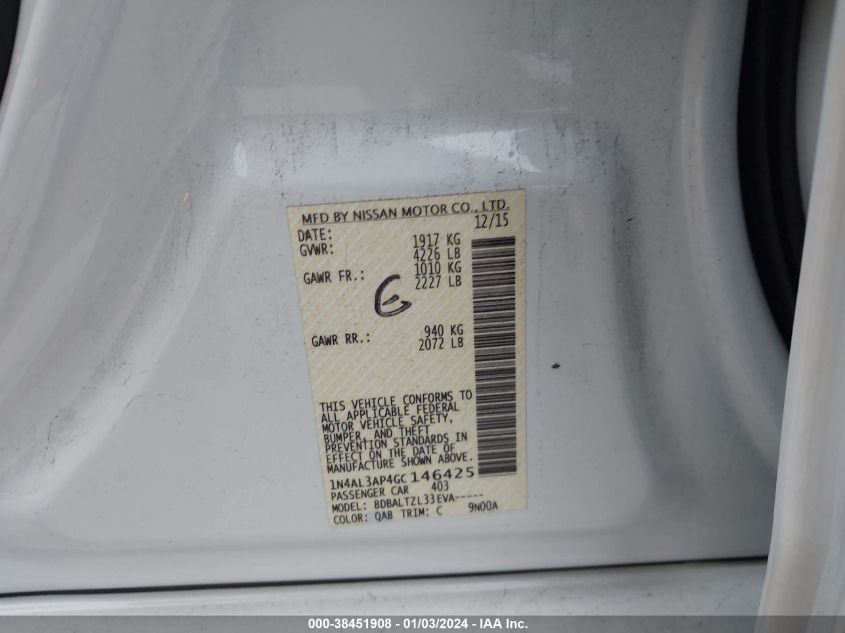 MFD BY NISSAN MOTOR CO., LTD.
DATE: 12/15
GVWR: 1917 KG
4226 LB
GAWR FR.: 1010 KG
2227 LB
GAWR RR.: 940 KG
2072 LB
THIS VEHICLE CONFORMS TO
ALL APPLICABLE FEDERAL
MOTOR VEHICLE SAFETY,
BUMPER, AND THEFT
PREVENTION STANDARDS IN
EFFECT ON THE DATE OF
MANUFACTURE SHOWN ABOVE.
1N4AL3AP4GC146425
PASSENGER CAR 403
MODEL: BDBALTZL33EVA-----
COLOR: QAB TRIM: C 9N00A
000-38451908 - 01/03/2024 - IAA Inc.